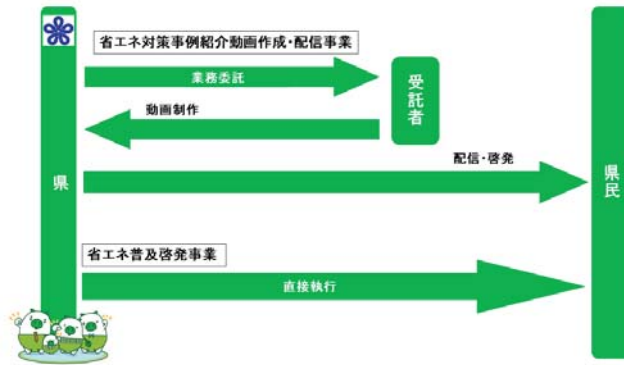 省エネ対策事例紹介動画作成・配信事業
業務委託
受託者
動画制作
配信・啓発
県
県民
省エネ普及啓発事業
直接執行